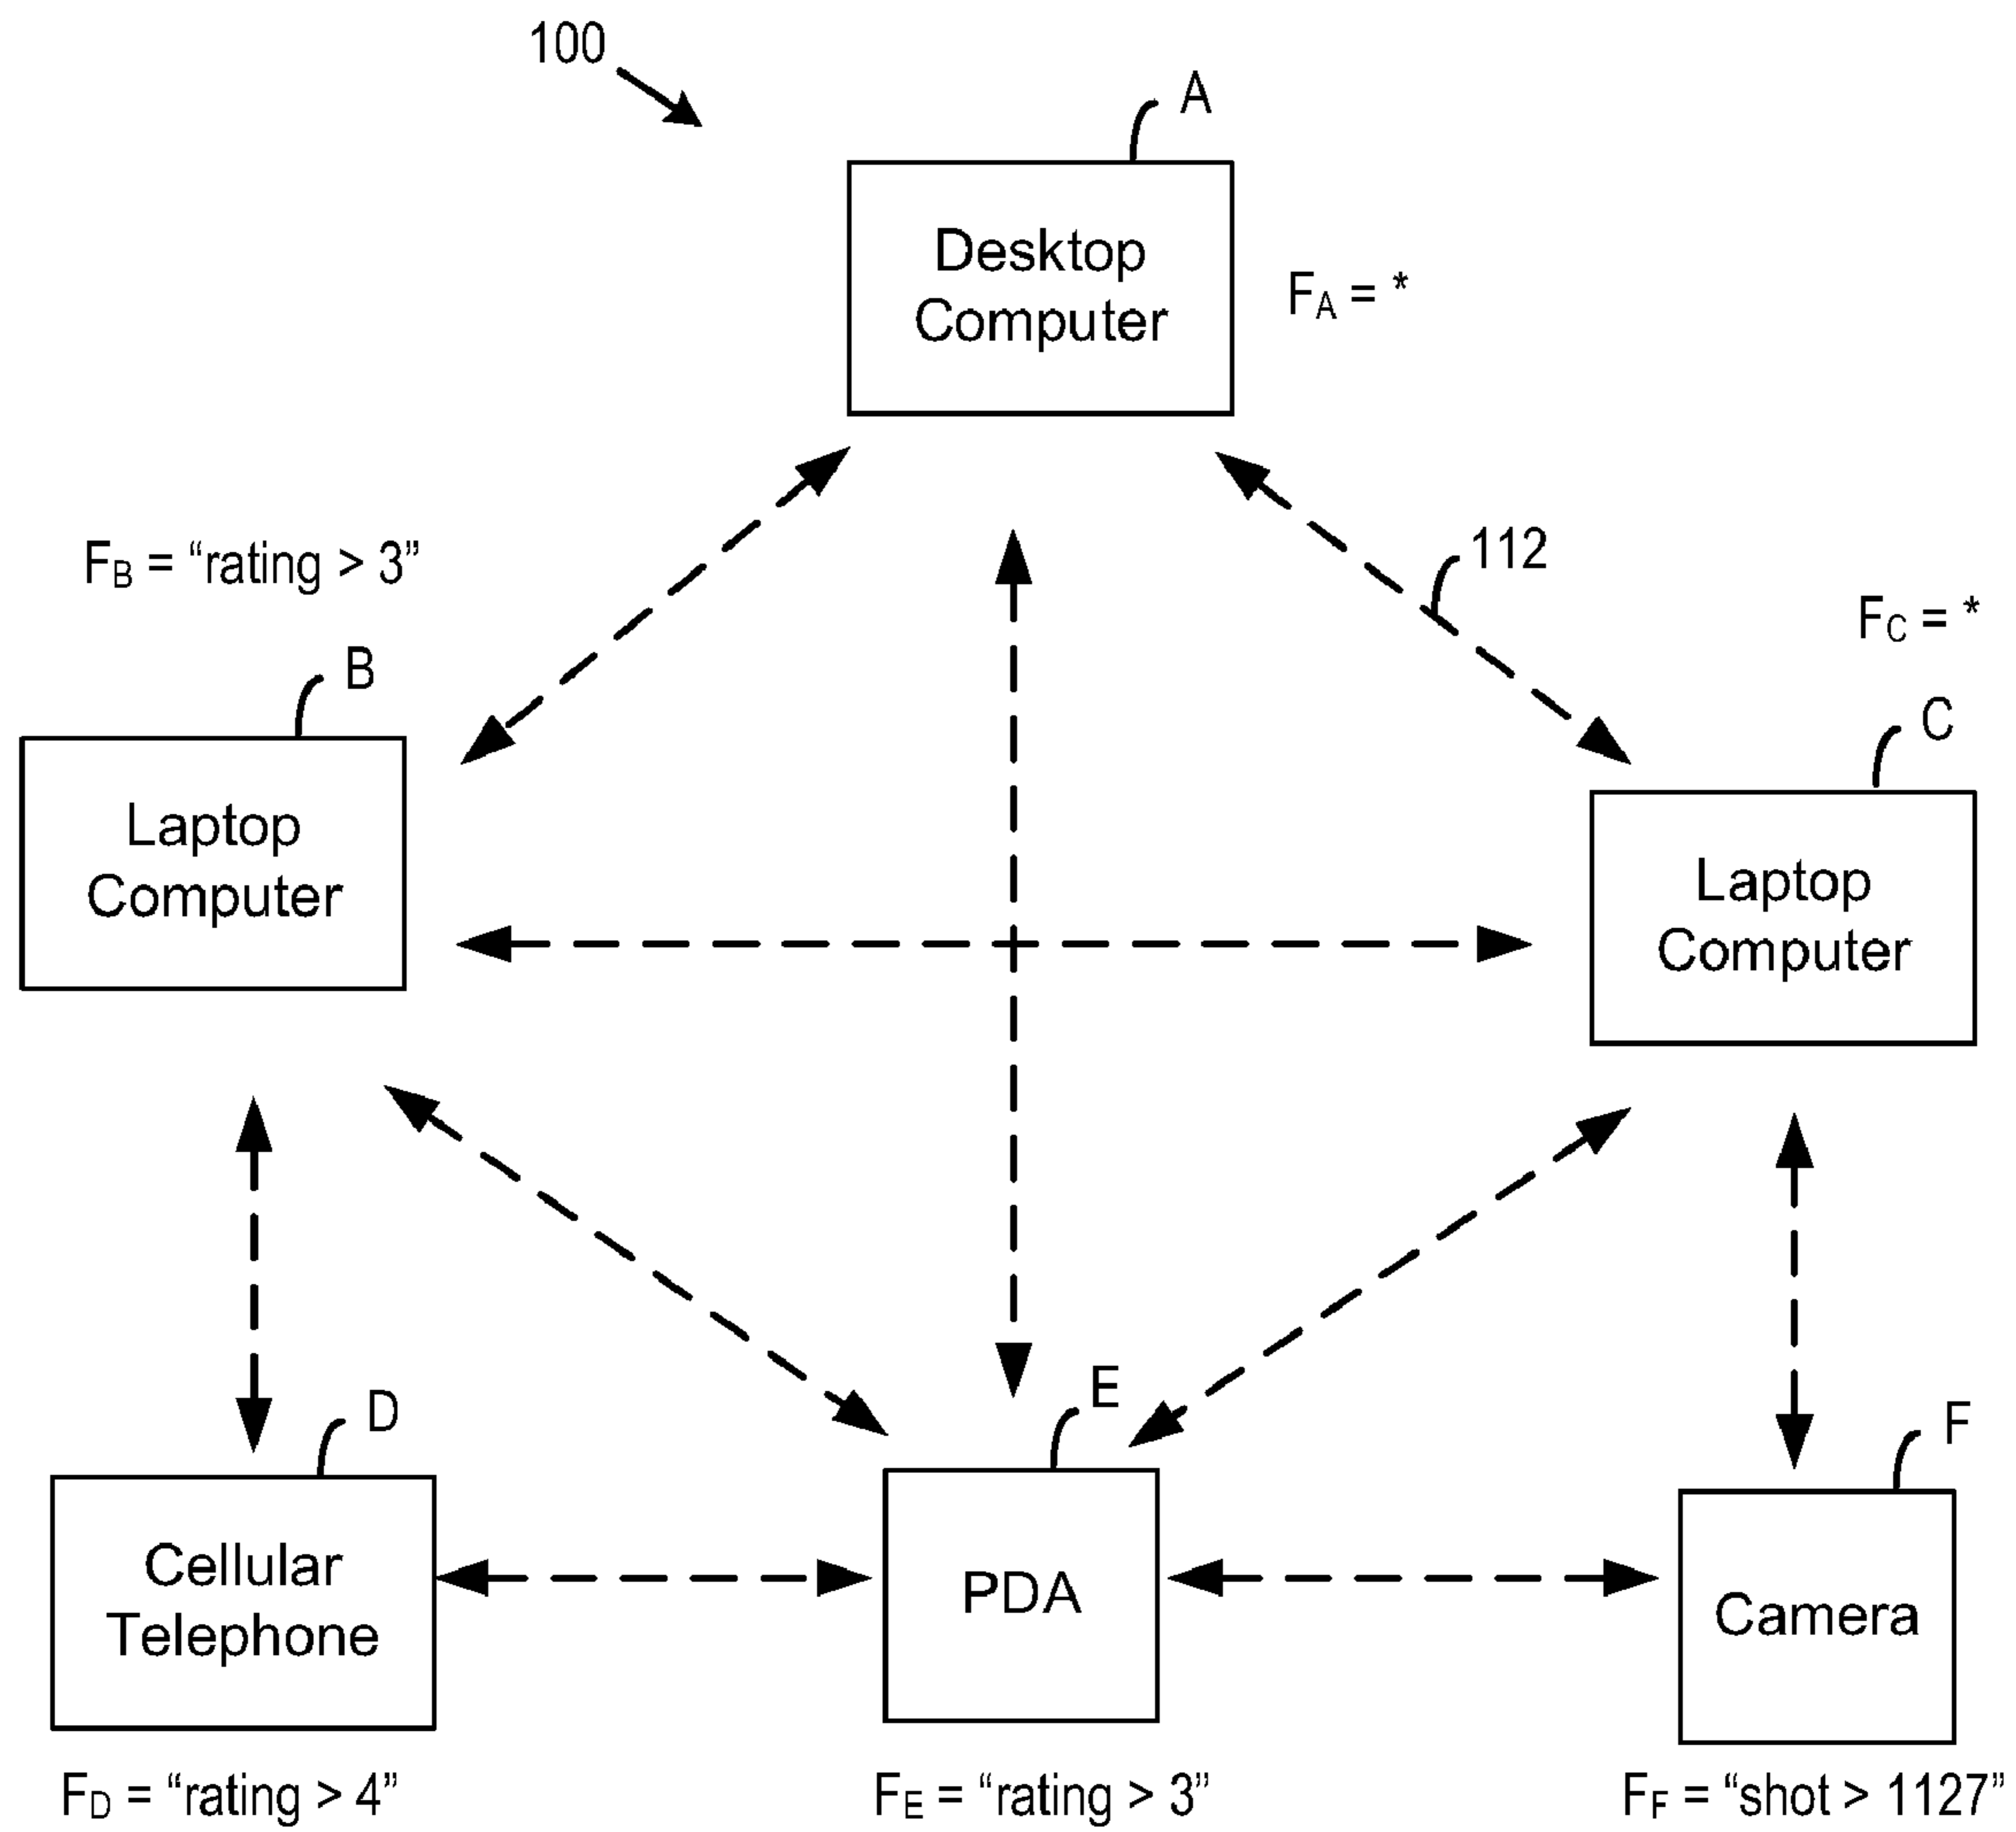 100
A
Desktop
Computer
FA = *
112
FB = “rating > 3”
FC = *
B
C
Laptop
Computer
Laptop
Computer
D
E
F
Cellular
Telephone
PDA
Camera
FD = “rating > 4”
FE = “rating > 3”
FF = “shot > 1127”